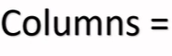 Columns =